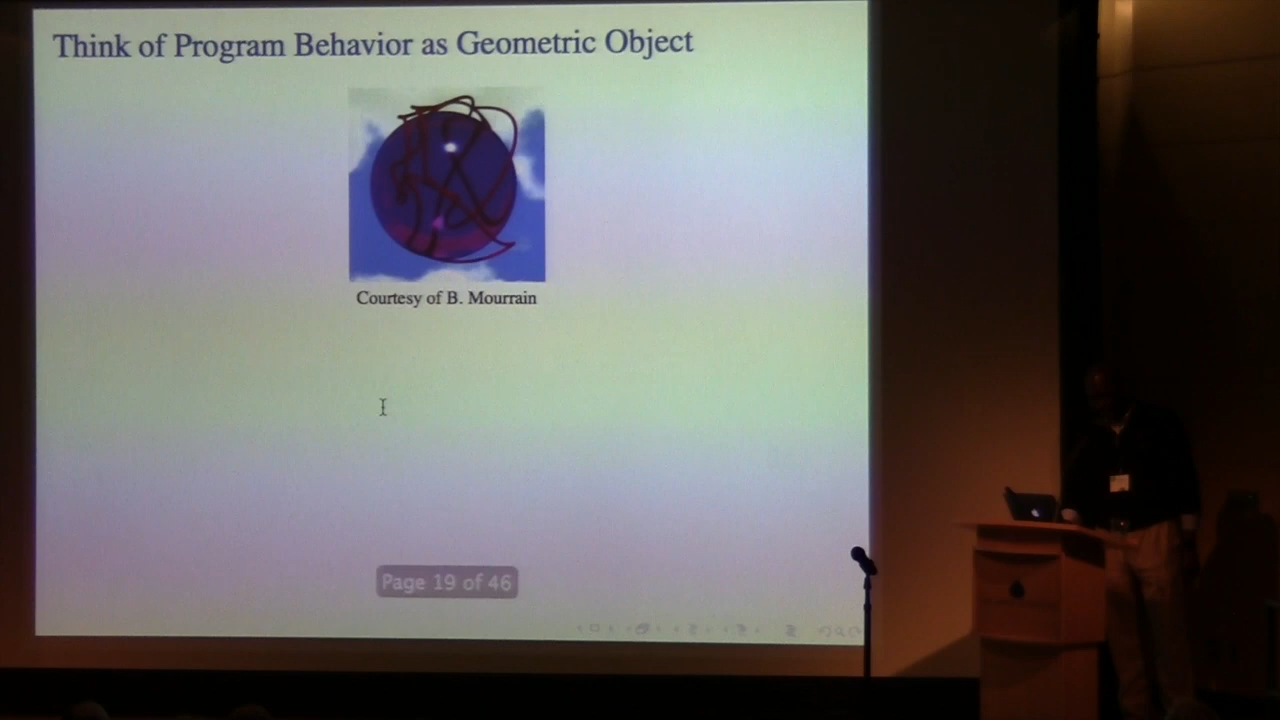 Think of Program Behavior as Geometric Object
Courtesy of B. Mourrain
Page 19 of 46